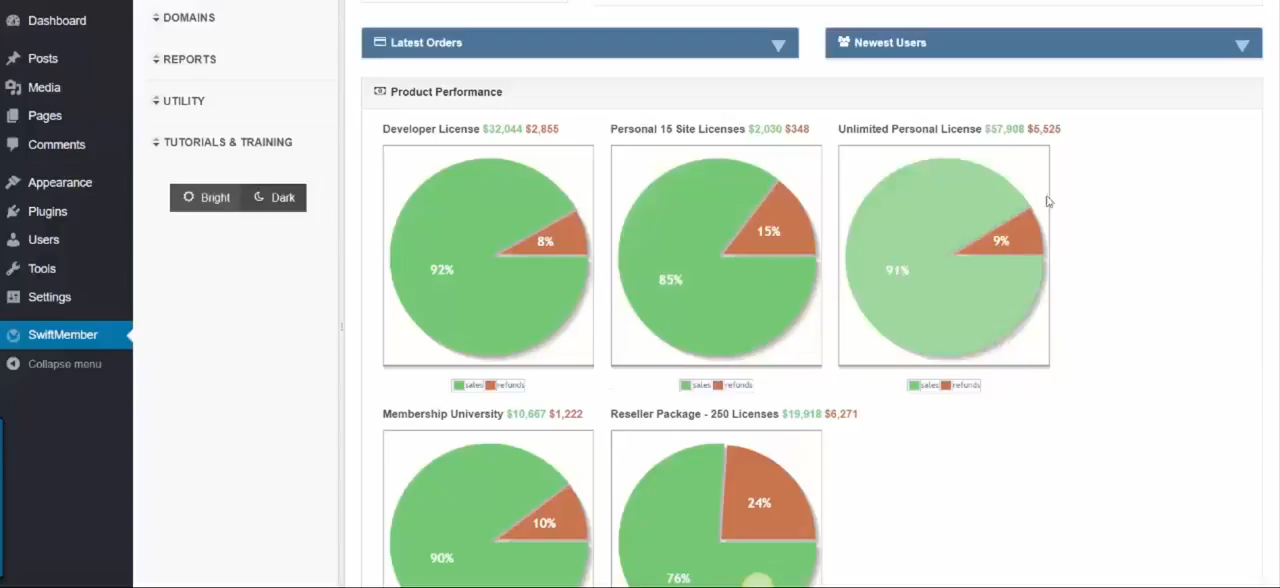 Dashboard
Posts
Media
Pages
Comments
Appearance
Plugins
Users
Tools
Settings
SwiftMember
Collapse menu
DOMAINS
REPORTS
UTILITY
TUTORIALS & TRAINING
Bright Dark
Latest Orders
Newest Users
Product Performance
Developer License $32,044 $2,855
8%
92%
sales refunds
Personal 15 Site Licenses $2,030 $348
15%
85%
sales refunds
Unlimited Personal License $57,908 $5,525
9%
91%
sales refunds
Membership University $10,667 $1,222
10%
90%
Reseller Package - 250 Licenses $19,918 $6,271
24%
76%